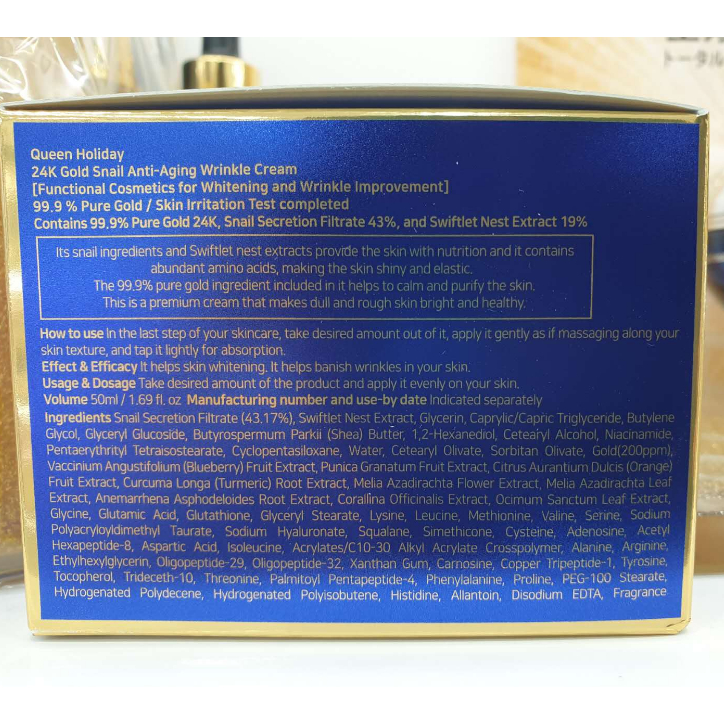 Queen Holiday
24K Gold Snail Anti-Aging Wrinkle Cream
[Functional Cosmetics for Whitening and Wrinkle Improvement]
99.9 % Pure Gold / Skin Irritation Test completed
Contains 99.9% Pure Gold 24K, Snail Secretion Filtrate 43%, and Swiftlet Nest Extract 19%
Its snail ingredients and Swiftlet nest extracts provide the skin with nutrition and it contains
abundant amino acids, making the skin shiny and elastic.
The 99.9% pure gold ingredient included in it helps to calm and purify the skin.
This is a premium cream that makes dull and rough skin bright and healthy.
How to use In the last step of your skincare, take desired amount out of it, apply it gently as if massaging along your
skin texture, and tap it lightly for absorption.
Effect & Efficacy It helps skin whitening. It helps banish wrinkles in your skin.
Usage & Dosage Take desired amount of the product and apply it evenly on your skin.
Volume 50ml / 1.69 fl. oz Manufacturing number and use-by date Indicated separately
Ingredients Snail Secretion Filtrate (43.17%), Swiftlet Nest Extract, Glycerin, Caprylic/Capric Triglyceride, Butylene
Glycol, Glyceryl Glucoside, Butyrospermum Parkii (Shea) Butter, 1,2-Hexanediol, Cetearyl Alcohol, Niacinamide,
Pentaerythrityl Tetraisostearate, Cyclopentasiloxane, Water, Cetearyl Olivate, Sorbitan Olivate, Gold(200ppm),
Vaccinium Angustifolium (Blueberry) Fruit Extract, Punica Granatum Fruit Extract, Citrus Aurantium Dulcis (Orange)
Fruit Extract, Curcuma Longa (Turmeric) Root Extract, Melia Azadirachta Flower Extract, Melia Azadirachta Leaf
Extract, Anemarrhena Asphodeloides Root Extract, Corallina Officinalis Extract, Ocimum Sanctum Leaf Extract,
Glycine, Glutamic Acid, Glutathione, Glyceryl Stearate, Lysine, Leucine, Methionine, Valine, Serine, Sodium
Polyacryloyldimethyl Taurate, Sodium Hyaluronate, Squalane, Simethicone, Cysteine, Adenosine, Acetyl
Hexapeptide-8, Aspartic Acid, Isoleucine, Acrylates/C10-30 Alkyl Acrylate Crosspolymer, Alanine, Arginine,
Ethylhexylglycerin, Oligopeptide-29, Oligopeptide-32, Xanthan Gum, Carnosine, Copper Tripeptide-1, Tyrosine,
Tocopherol, Trideceth-10, Threonine, Palmitoyl Pentapeptide-4, Phenylalanine, Proline, PEG-100 Stearate,
Hydrogenated Polydecene, Hydrogenated Polyisobutene, Histidine, Allantoin, Disodium EDTA, Fragrance